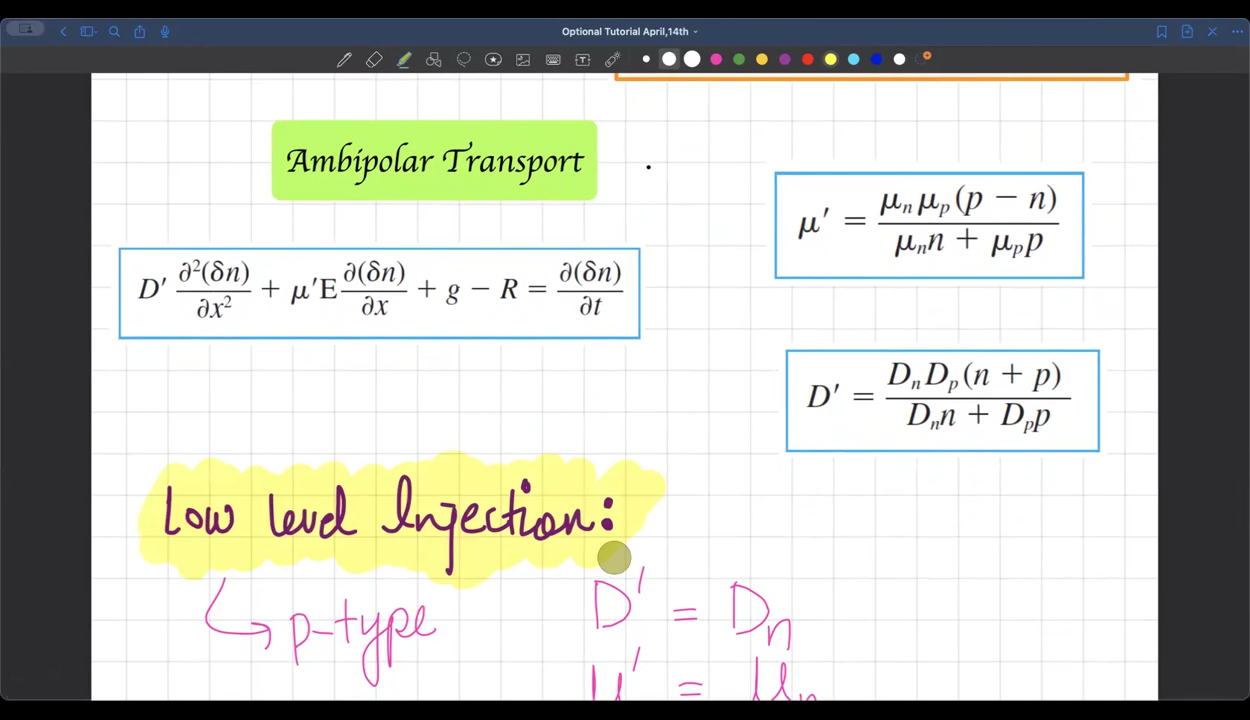 Optional Tutorial April,14th
Ambipolar Transport
μ′ = μₙμₚ(p − n) / μₙn + μₚp
D′ ∂²(δn)/∂x² + μ′E ∂(δn)/∂x + g − R = ∂(δn)/∂t
D′ = DₙDₚ(n + p) / Dₙn + Dₚp
Low level Injection:
p-type
D′ = Dₙ
μ′ = μₙ